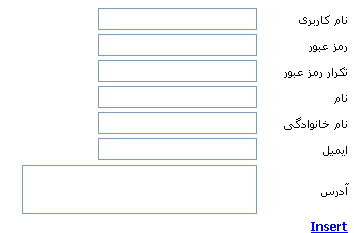 نام کاربری
رمز عبور
تکرار رمز عبور
نام
نام خانوادگی
ایمیل
آدرس
Insert